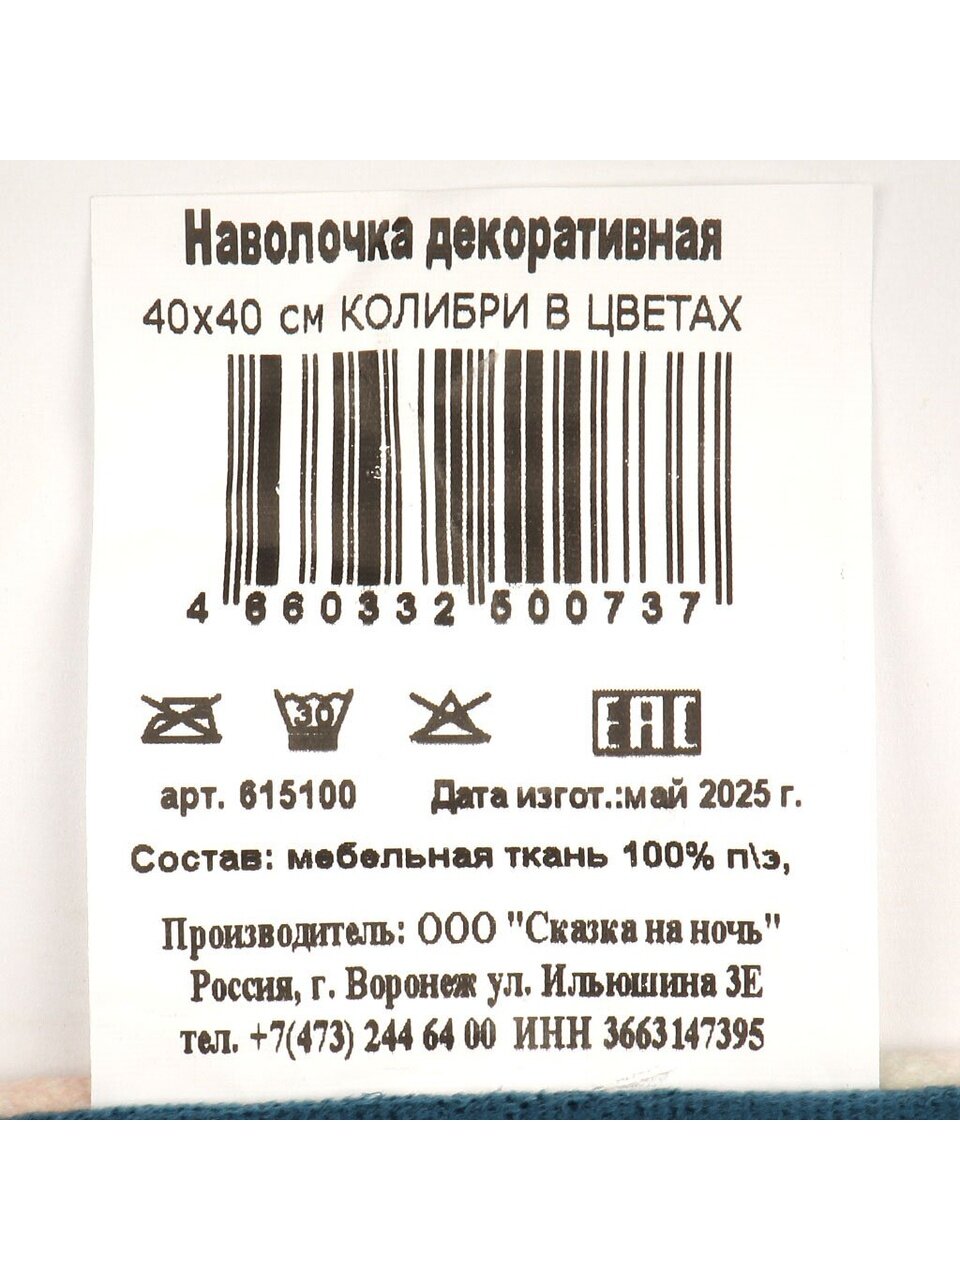 Наволочка декоративная
40х40 см КОЛИБРИ В ЦВЕТАХ
4 660332 500737
30 EAC
арт. 615100 Дата изгот.:май 2025 г.
Состав: мебельная ткань 100% п\э,
Производитель: ООО "Сказка на ночь"
Россия, г. Воронеж ул. Ильюшина 3Е
тел. +7(473) 244 64 00 ИНН 3663147395